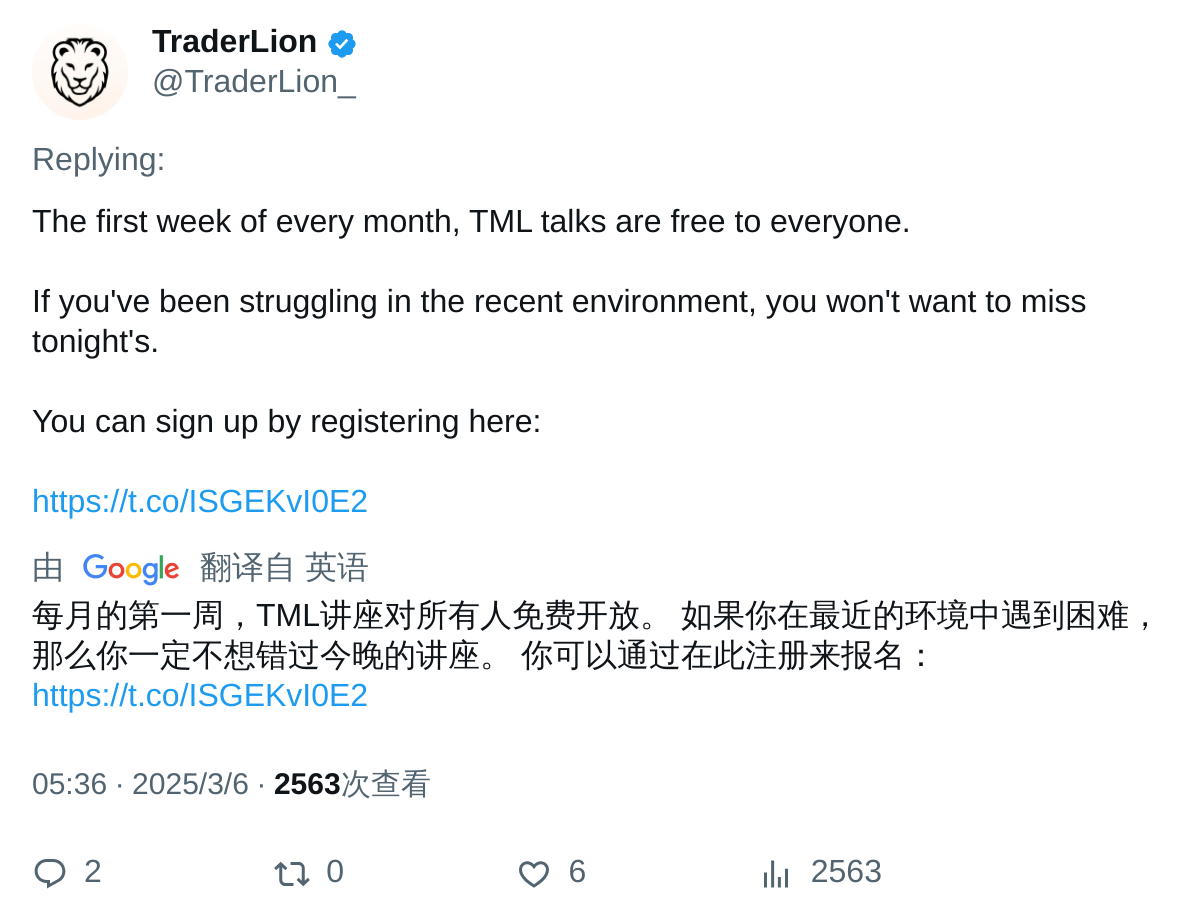 TraderLion
@TraderLion_
Replying:
The first week of every month, TML talks are free to everyone.
If you've been struggling in the recent environment, you won't want to miss
tonight's.
You can sign up by registering here:
https://t.co/ISGEKvI0E2
由 Google 翻译自 英语
每月的第一周，TML讲座对所有人免费开放。 如果你在最近的环境中遇到困难，
那么你一定不想错过今晚的讲座。 你可以通过在此注册来报名：
https://t.co/ISGEKvI0E2
05:36 · 2025/3/6 · 2563次查看
2 0 6 2563